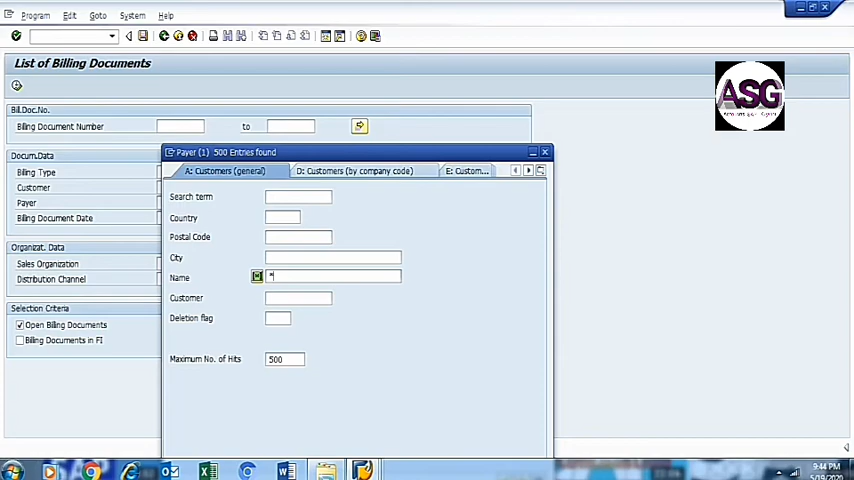 Program Edit Goto System Help
List of Billing Documents
ASG
Bill.Doc.No.
Billing Document Number to
Docum.Data
Billing Type
Customer
Payer
Billing Document Date
Organizat. Data
Sales Organization
Distribution Channel
Selection Criteria
Open Billing Documents
Billing Documents in FI
Payer (1) 500 Entries found
A: Customers (general) D: Customers (by company code) E: Custom...
Search term
Country
Postal Code
City
Name *
Customer
Deletion flag
Maximum No. of Hits 500
9:44 PM
5/19/2020